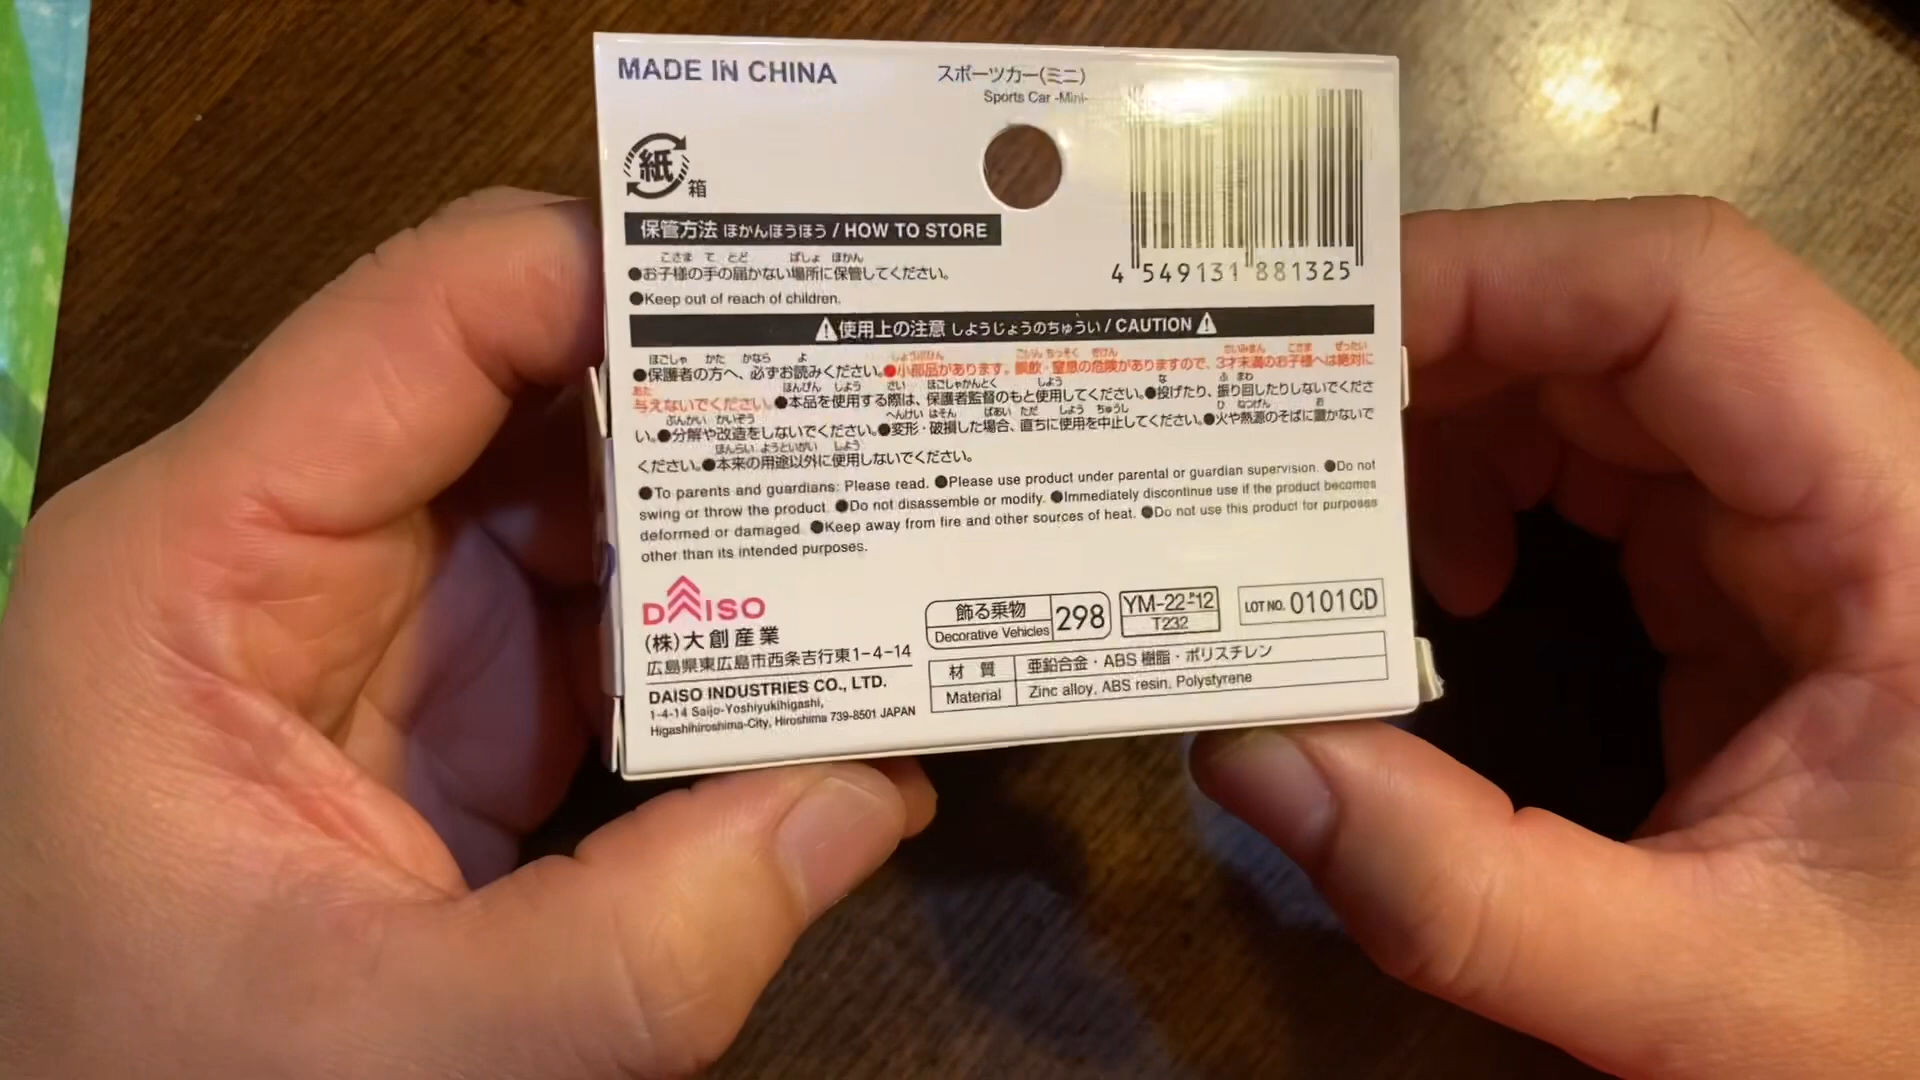 MADE IN CHINA
スポーツカー(ミニ)
Sports Car -Mini-
紙
箱
4 549131 881325
保管方法 ほかんほうほう / HOW TO STORE
こさま て とど ばしょ ほかん
●お子様の手の届かない場所に保管してください。
●Keep out of reach of children.
使用上の注意 しようじょうのちゅうい / CAUTION
ほごしゃ かた かなら よ しょうぶひん ごいん ちっそく きけん さいみまん こさま ぜったい
●保護者の方へ、必ずお読みください。●小部品があります。誤飲・窒息の危険がありますので、3才未満のお子様へは絶対に
あた ほんぴん しよう さい ほごしゃかんとく しよう な ふ まわ
与えないでください。●本品を使用する際は、保護者監督のもと使用してください。●投げたり、振り回したりしないでくださ
ぶんかい かいぞう へんけい はそん ばあい ただ しよう ちゅうし ひ ねつげん お
い。●分解や改造をしないでください。●変形・破損した場合、直ちに使用を中止してください。●火や熱源のそばに置かないで
ほんらい ようといがい しよう
ください。●本来の用途以外に使用しないでください。
●To parents and guardians: Please read. ●Please use product under parental or guardian supervision. ●Do not
swing or throw the product. ●Do not disassemble or modify. ●Immediately discontinue use if the product becomes
deformed or damaged. ●Keep away from fire and other sources of heat. ●Do not use this product for purposes
other than its intended purposes.
DAISO
(株)大創産業
広島県東広島市西条吉行東1-4-14
DAISO INDUSTRIES CO., LTD.
1-4-14 Saijo-Yoshiyukihigashi,
Higashihiroshima-City, Hiroshima 739-8501 JAPAN
飾る乗物
Decorative Vehicles
298
YM-22-12
T232
LOT NO. 0101CD
材 質 亜鉛合金・ABS 樹脂・ポリスチレン
Material Zinc alloy, ABS resin, Polystyrene